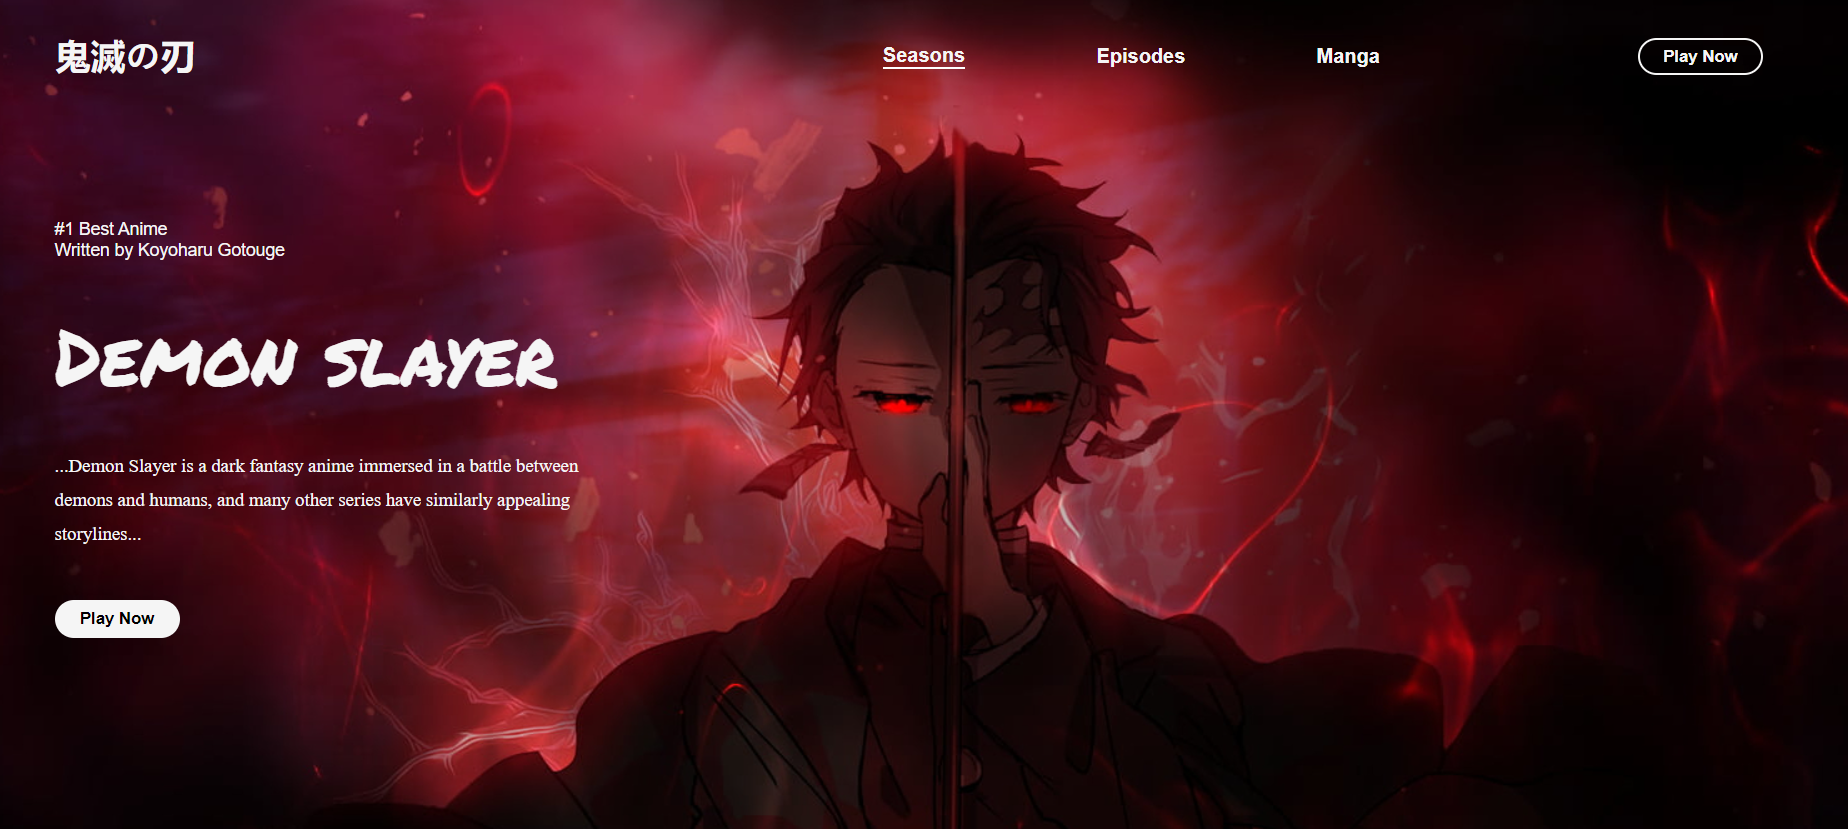 鬼滅の刃
Seasons
Episodes
Manga
Play Now
#1 Best Anime
Written by Koyoharu Gotouge
Demon slayer
...Demon Slayer is a dark fantasy anime immersed in a battle between
demons and humans, and many other series have similarly appealing
storylines...
Play Now